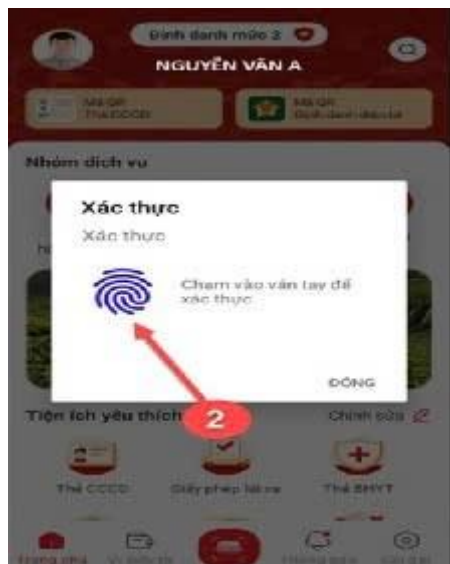 Định danh mức 2
NGUYỄN VĂN A
Mã QR
Thẻ CCCD
Mã QR
Định danh điện tử
Nhóm dịch vụ
Xác thực
Xác thực
Chạm vào vân tay để
xác thực
ĐÓNG
Tiện ích yêu thích
2
Chỉnh sửa
Thẻ CCCD
Giấy phép lái xe
Thẻ BHYT
Trang chủ